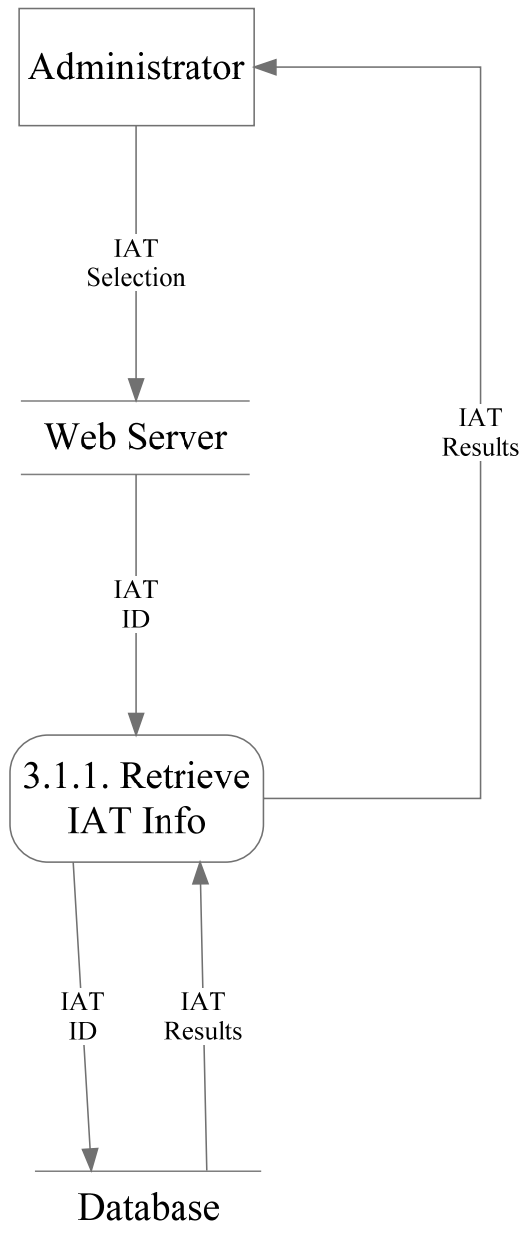 Administrator
IAT
Selection
Web Server
IAT
Results
IAT
ID
3.1.1. Retrieve
IAT Info
IAT
ID
IAT
Results
Database